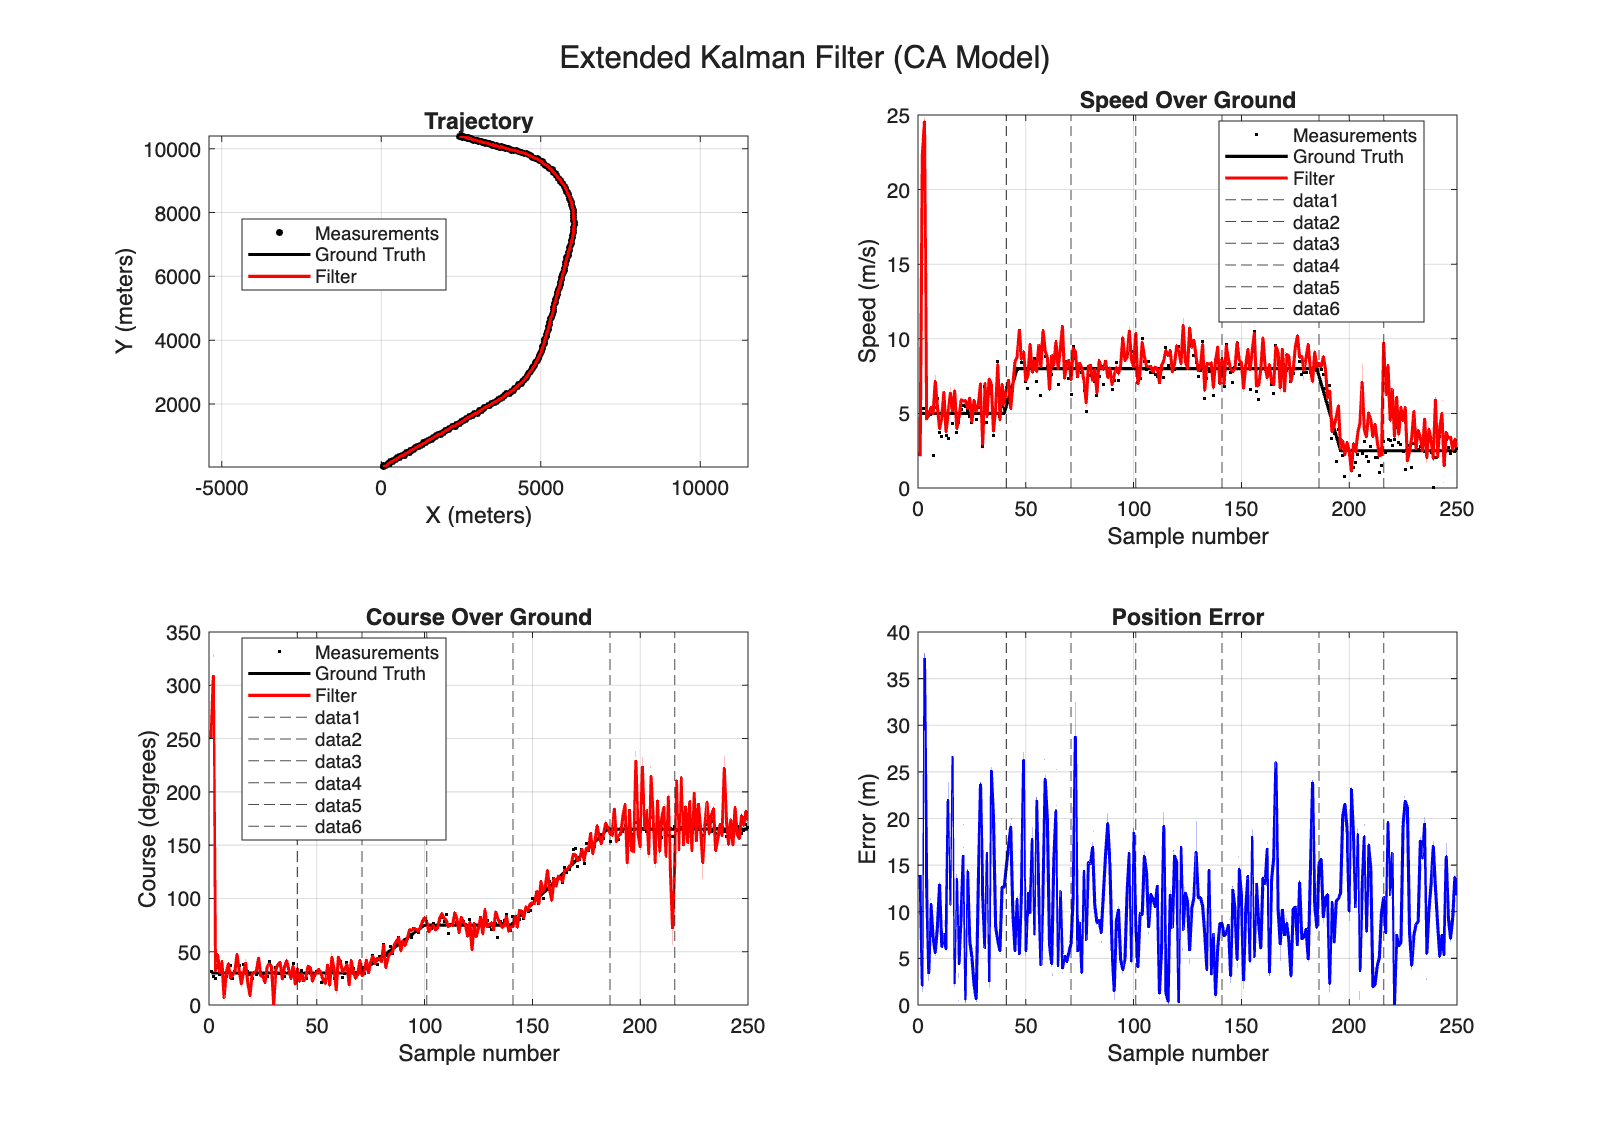 Extended Kalman Filter (CA Model)
Trajectory
10000
8000
6000
4000
2000
-5000
0
5000
10000
Y (meters)
X (meters)
Measurements
Ground Truth
Filter
Speed Over Ground
25
20
15
10
5
0
0
50
100
150
200
250
Speed (m/s)
Sample number
Measurements
Ground Truth
Filter
data1
data2
data3
data4
data5
data6
Course Over Ground
350
300
250
200
150
100
50
0
0
50
100
150
200
250
Course (degrees)
Sample number
Measurements
Ground Truth
Filter
data1
data2
data3
data4
data5
data6
Position Error
40
35
30
25
20
15
10
5
0
0
50
100
150
200
250
Error (m)
Sample number